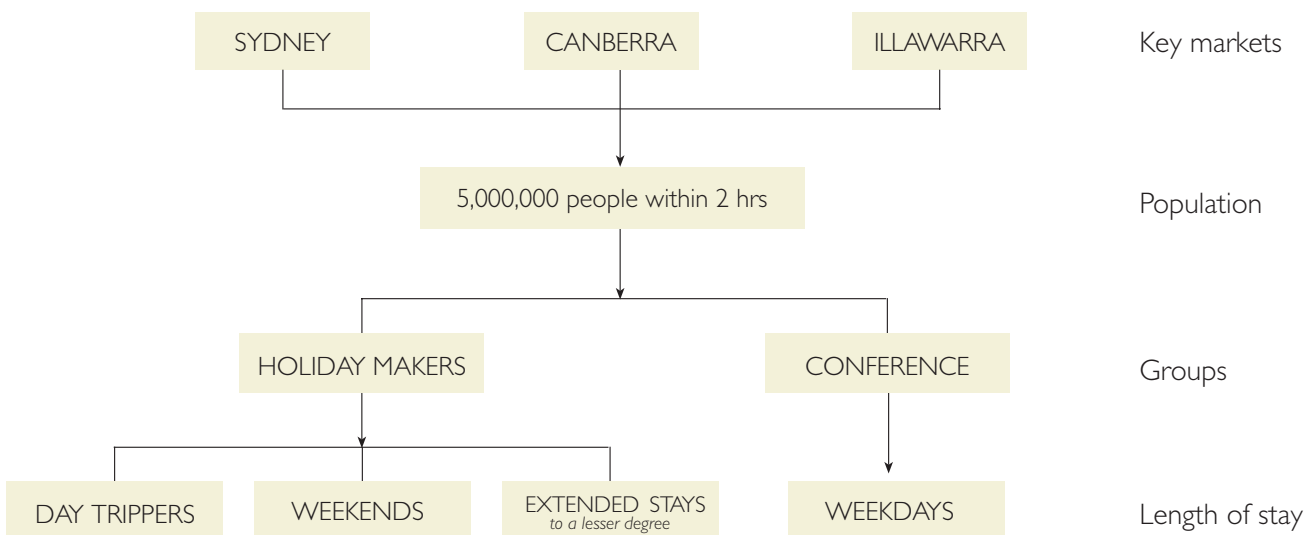 SYDNEY CANBERRA ILLAWARRA Key markets
5,000,000 people within 2 hrs Population
HOLIDAY MAKERS CONFERENCE Groups
DAY TRIPPERS WEEKENDS EXTENDED STAYS WEEKDAYS Length of stay
to a lesser degree